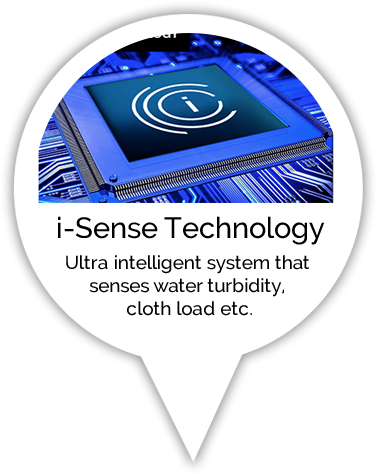 i
i-Sense Technology
Ultra intelligent system that
senses water turbidity,
cloth load etc.